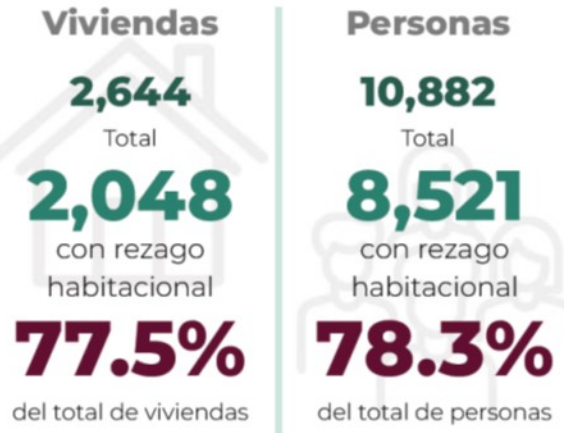 Viviendas
2,644
Total
2,048
con rezago
habitacional
77.5%
del total de viviendas
Personas
10,882
Total
8,521
con rezago
habitacional
78.3%
del total de personas